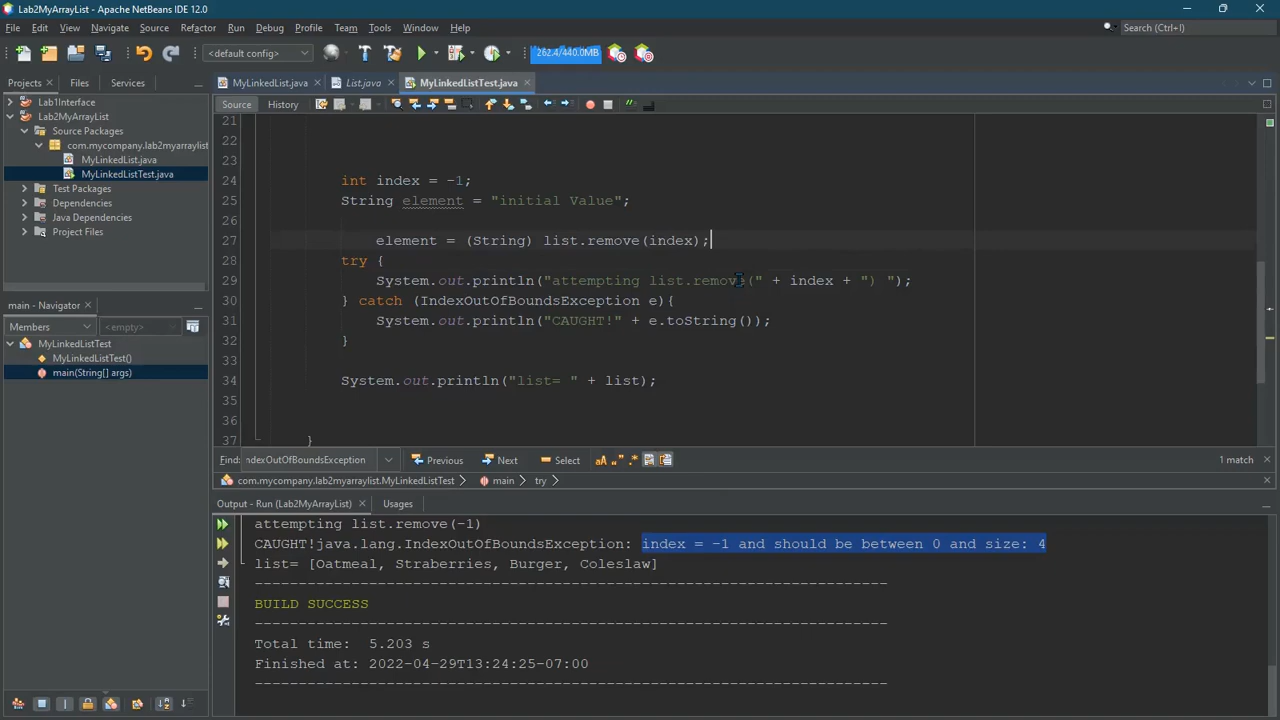 Lab2MyArrayList - Apache NetBeans IDE 12.0
File Edit View Navigate Source Refactor Run Debug Profile Team Tools Window Help
Search (Ctrl+I)
<default config>
262.4/440.0MB
Projects Files Services
MyLinkedList.java List.java MyLinkedListTest.java
Lab1Interface
Lab2MyArrayList
Source Packages
com.mycompany.lab2myarraylist
MyLinkedList.java
MyLinkedListTest.java
Test Packages
Dependencies
Java Dependencies
Project Files
main - Navigator
Members <empty>
MyLinkedListTest
MyLinkedListTest()
main(String[] args)
Source History
21
22
23
24 int index = -1;
25 String element = "initial Value";
26
27 element = (String) list.remove(index);
28 try {
29 System.out.println("attempting list.remove(" + index + ") ");
30 } catch (IndexOutOfBoundsException e){
31 System.out.println("CAUGHT!" + e.toString());
32 }
33
34 System.out.println("list= " + list);
35
36
37 }
Find: ndexOutOfBoundsException Previous Next Select 1 match
com.mycompany.lab2myarraylist.MyLinkedListTest main try
Output - Run (Lab2MyArrayList) Usages
attempting list.remove(-1)
CAUGHT!java.lang.IndexOutOfBoundsException: index = -1 and should be between 0 and size: 4
list= [Oatmeal, Straberries, Burger, Coleslaw]
------------------------------------------------------------------------
BUILD SUCCESS
------------------------------------------------------------------------
Total time:  5.203 s
Finished at: 2022-04-29T13:24:25-07:00
------------------------------------------------------------------------